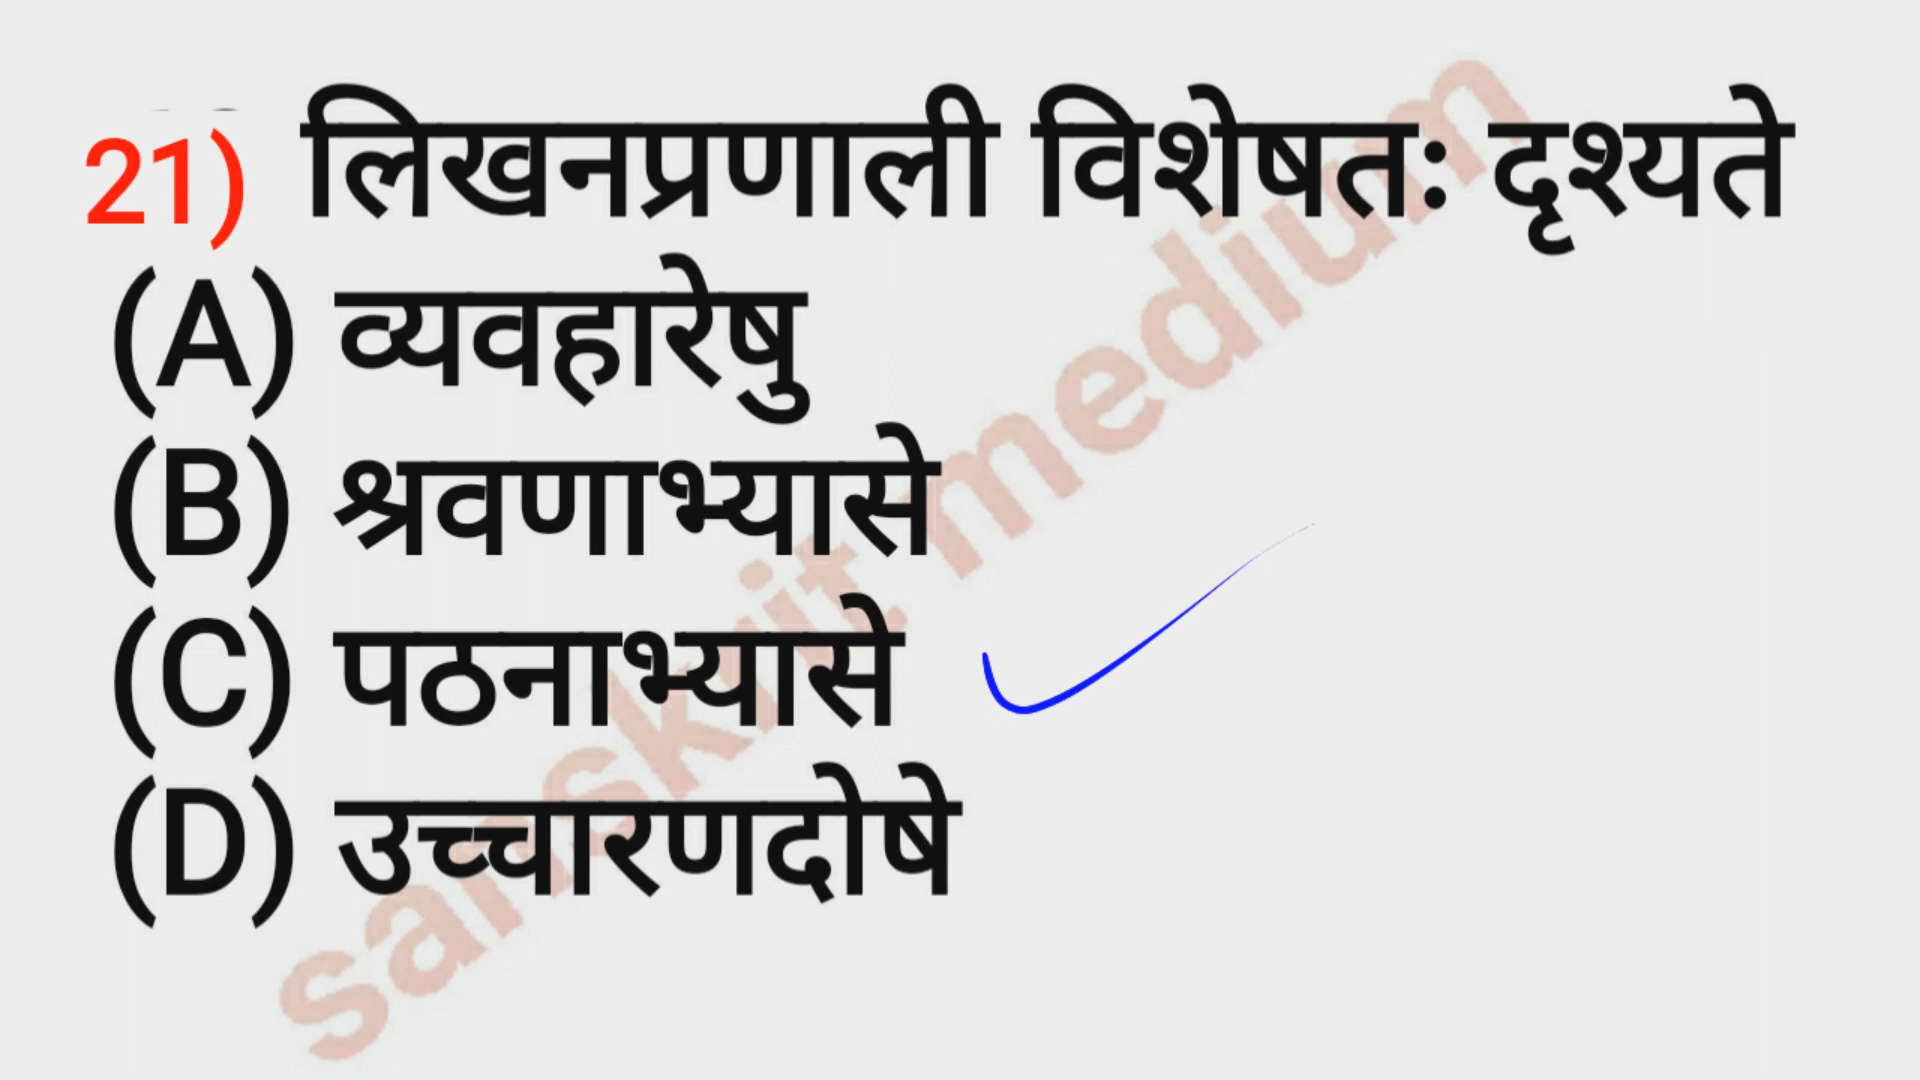 21) लिखनप्रणाली विशेषतः दृश्यते
(A) व्यवहारेषु
(B) श्रवणाभ्यासे
(C) पठनाभ्यासे
(D) उच्चारणदोषे
sanskrit medium